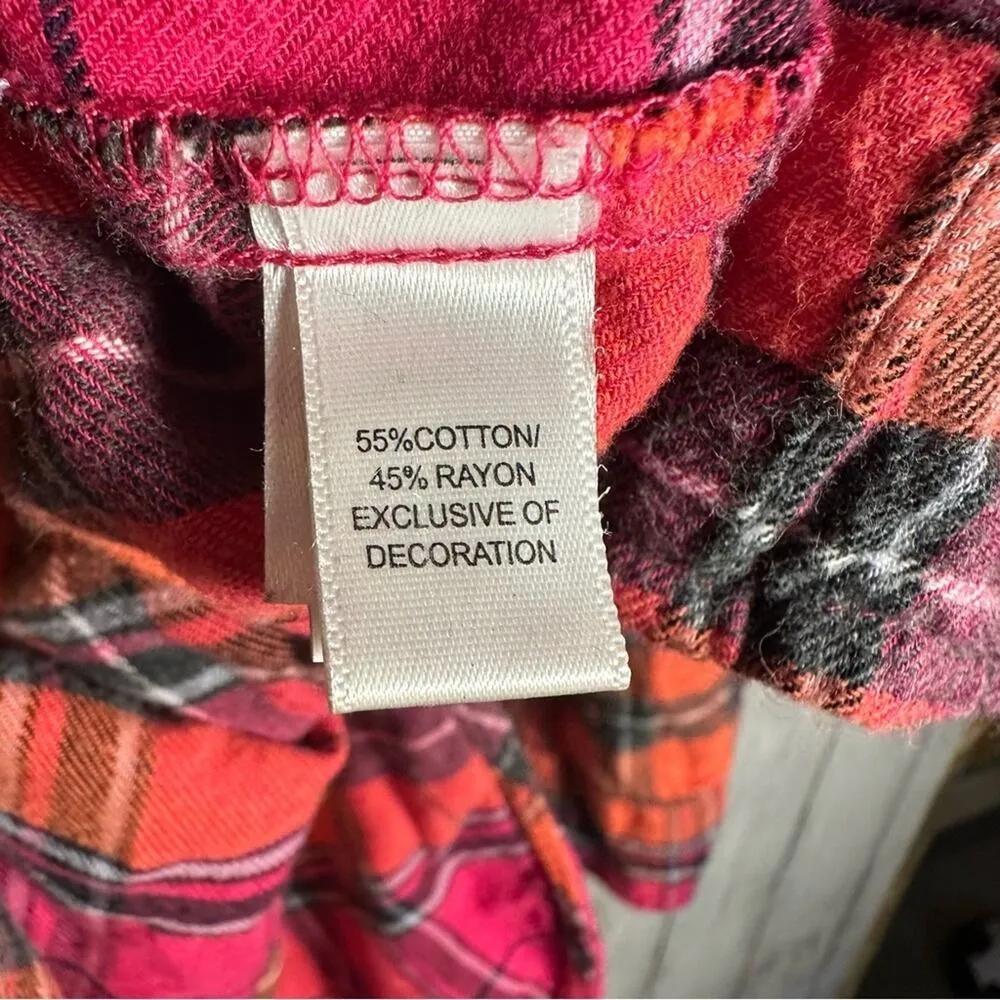 55%COTTON/
45% RAYON
EXCLUSIVE OF
DECORATION